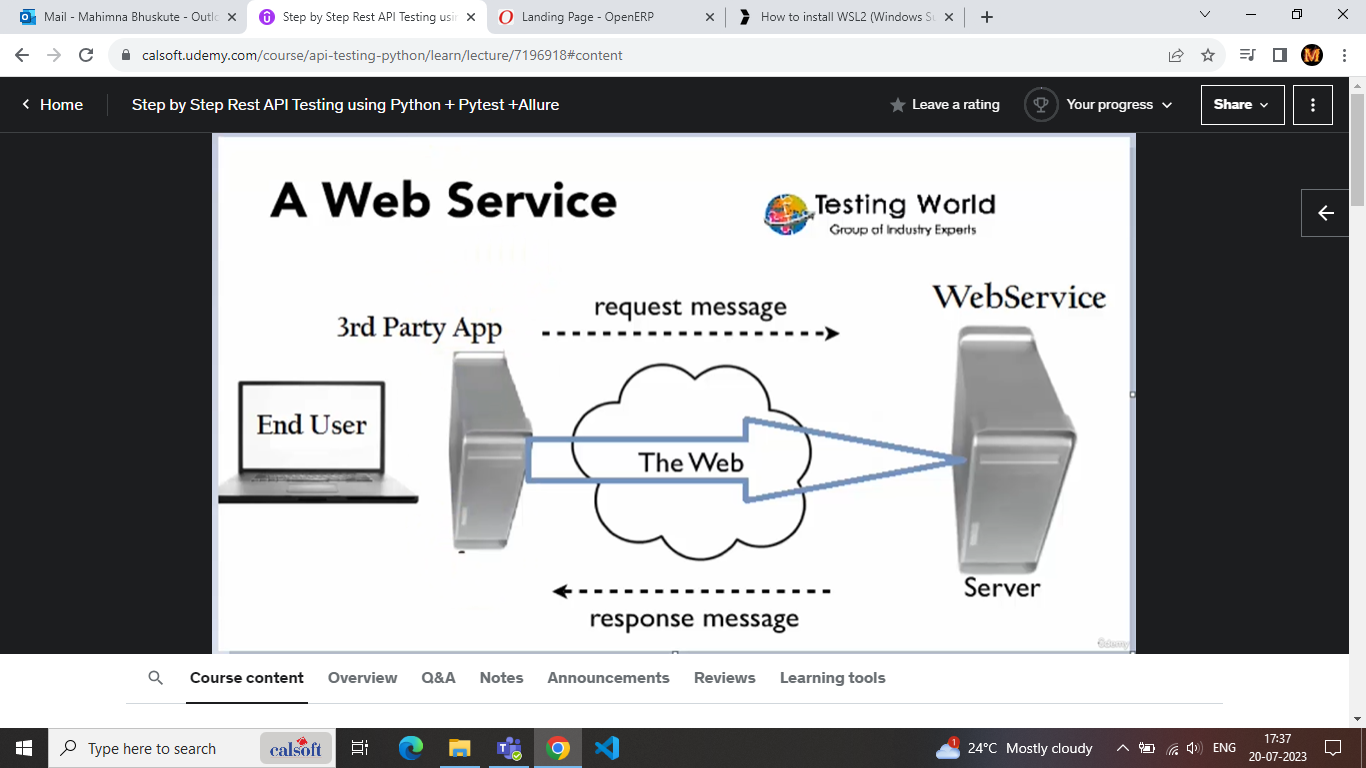 Mail - Mahimna Bhuskute - Outlo
Step by Step Rest API Testing usin
Landing Page - OpenERP
How to install WSL2 (Windows Su
calsoft.udemy.com/course/api-testing-python/learn/lecture/7196918#content
M
Home
Step by Step Rest API Testing using Python + Pytest +Allure
Leave a rating
Your progress
Share
A Web Service
Testing World
Group of Industry Experts
request message
WebService
3rd Party App
End User
The Web
Server
response message
ûdemy
Course content
Overview
Q&A
Notes
Announcements
Reviews
Learning tools
Type here to search
calsoft
1
24°C Mostly cloudy
ENG
17:37
20-07-2023